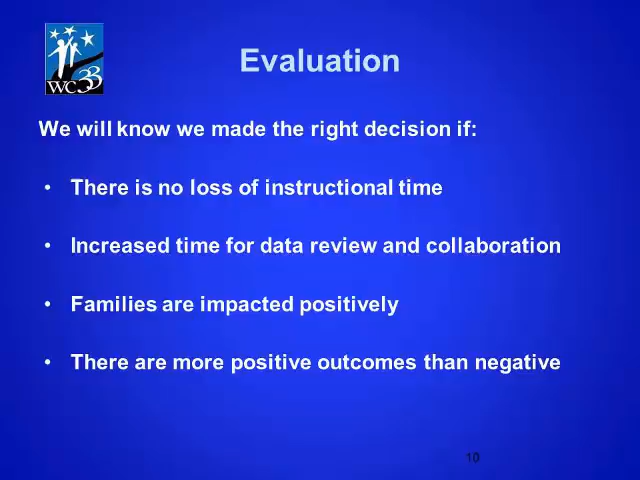 WC33
Evaluation
We will know we made the right decision if:
• There is no loss of instructional time
• Increased time for data review and collaboration
• Families are impacted positively
• There are more positive outcomes than negative
10